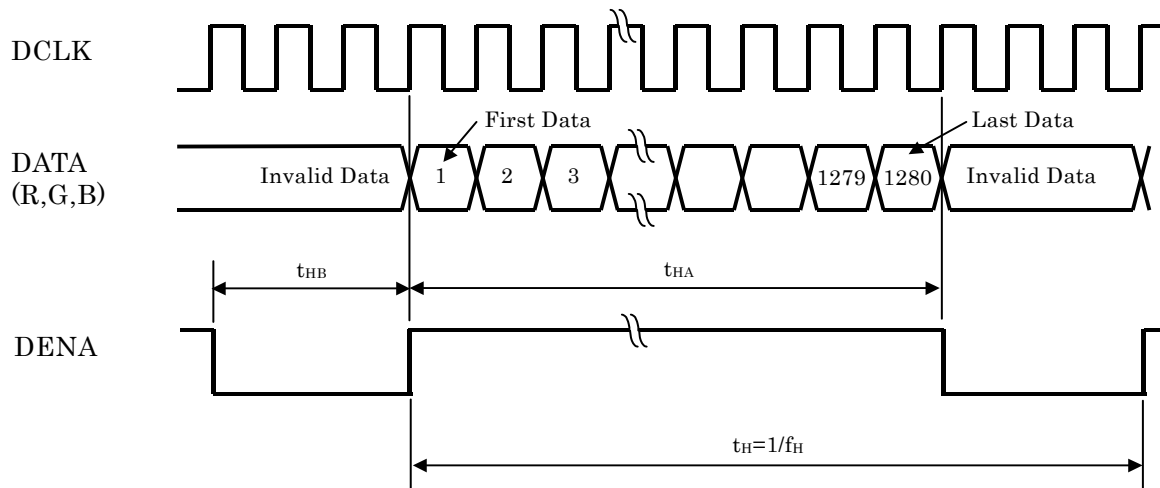 DCLK
First Data
Last Data
DATA
(R,G,B)
Invalid Data 1 2 3 1279 1280 Invalid Data
tHB
tHA
DENA
tH=1/fH